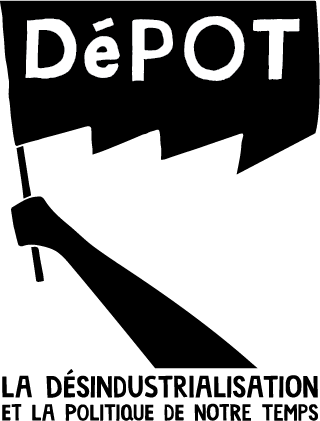 DéPOT
LA DÉSINDUSTRIALISATION
ET LA POLITIQUE DE NOTRE TEMPS